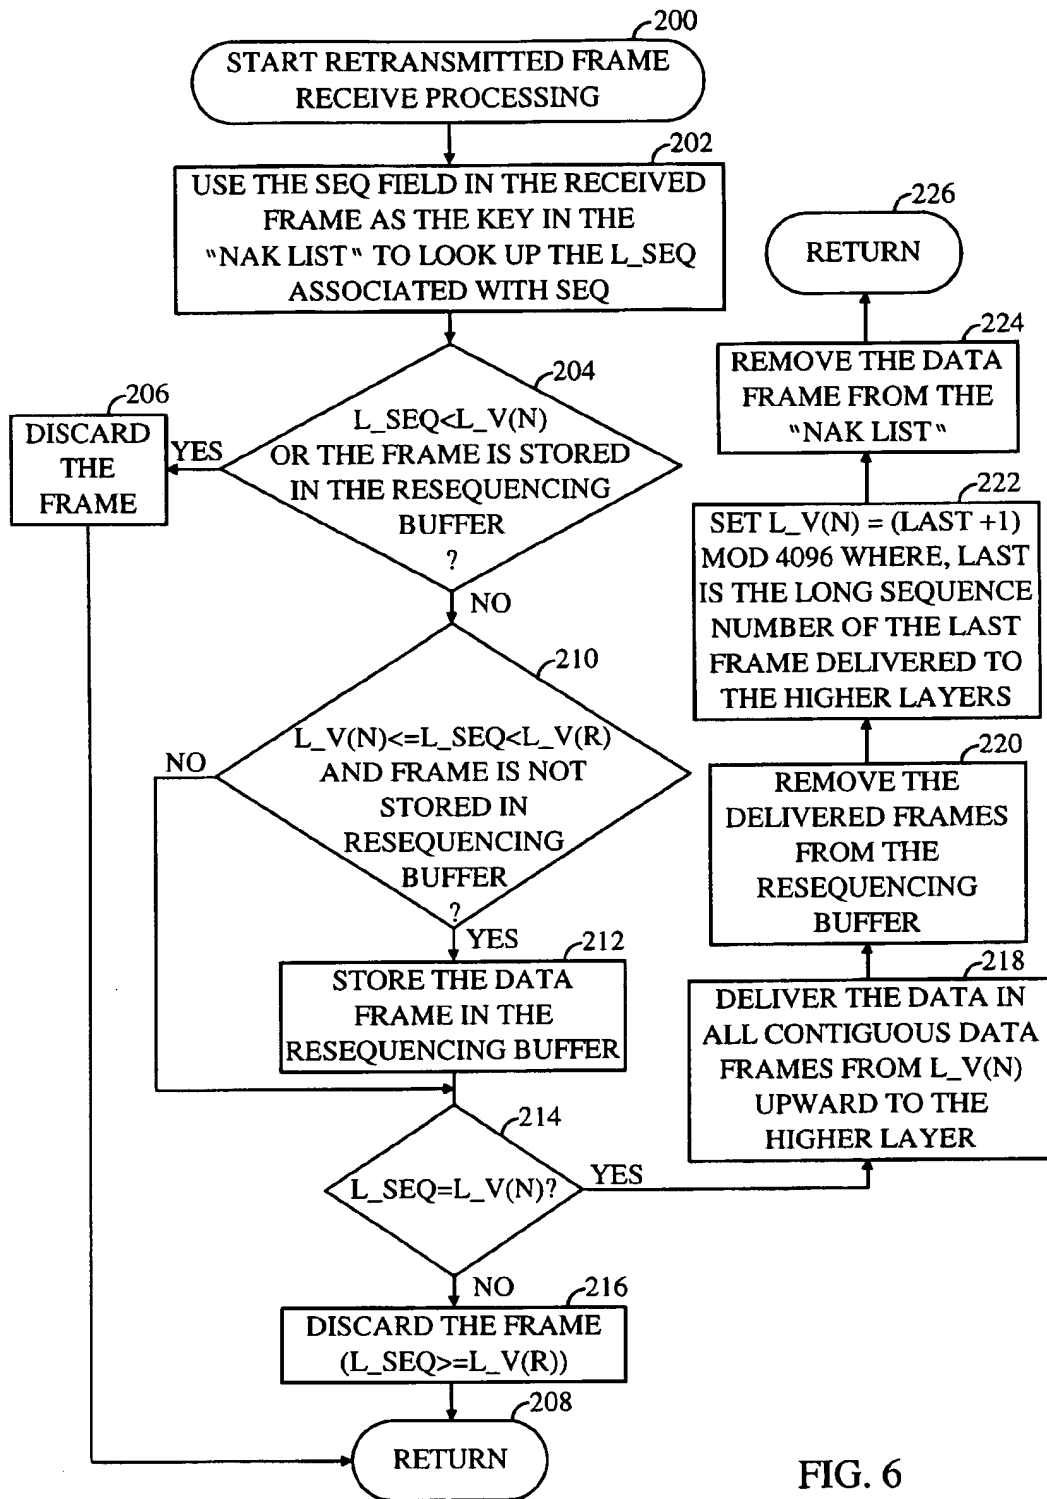 200
START RETRANSMITTED FRAME
RECEIVE PROCESSING
202
USE THE SEQ FIELD IN THE RECEIVED
FRAME AS THE KEY IN THE
"NAK LIST" TO LOOK UP THE L_SEQ
ASSOCIATED WITH SEQ
204
L_SEQ<L_V(N)
OR THE FRAME IS STORED
IN THE RESEQUENCING
BUFFER
?
YES
206
DISCARD
THE
FRAME
NO
210
L_V(N)<=L_SEQ<L_V(R)
AND FRAME IS NOT
STORED IN
RESEQUENCING
BUFFER
?
NO
YES
212
STORE THE DATA
FRAME IN THE
RESEQUENCING BUFFER
214
L_SEQ=L_V(N)?
YES
NO
216
DISCARD THE FRAME
(L_SEQ>=L_V(R))
208
RETURN
218
DELIVER THE DATA IN
ALL CONTIGUOUS DATA
FRAMES FROM L_V(N)
UPWARD TO THE
HIGHER LAYER
220
REMOVE THE
DELIVERED FRAMES
FROM THE
RESEQUENCING
BUFFER
222
SET L_V(N) = (LAST +1)
MOD 4096 WHERE, LAST
IS THE LONG SEQUENCE
NUMBER OF THE LAST
FRAME DELIVERED TO
THE HIGHER LAYERS
224
REMOVE THE DATA
FRAME FROM THE
"NAK LIST"
226
RETURN
FIG. 6